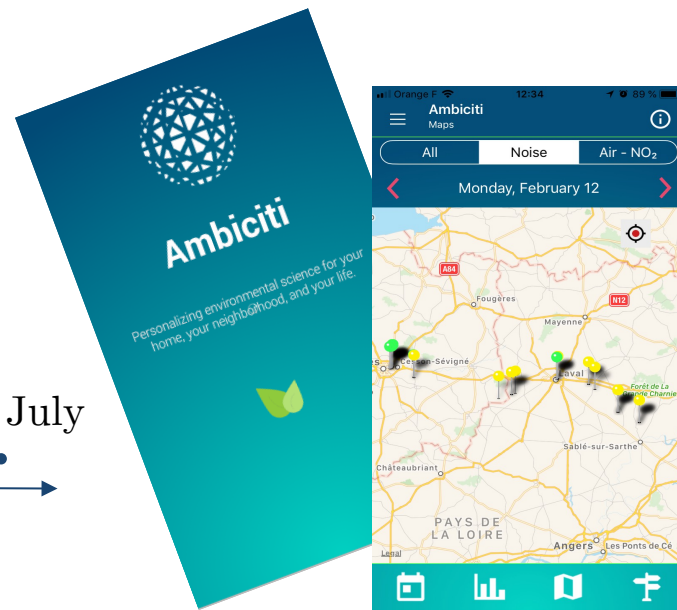 Ambiciti
Personalizing environmental science for your
home, your neighborhood, and your life.
July
Orange F 12:34 89 %
Ambiciti
Maps
All Noise Air - NO₂
Monday, February 12
A84
Fougères
N12
Mayenne
Cesson-Sévigné
Laval
Forêt de La
Grande Charnie
Sablé-sur-Sarthe
Châteaubriant
PAYS DE
LA LOIRE
Angers
Les Ponts de Cé
Legal